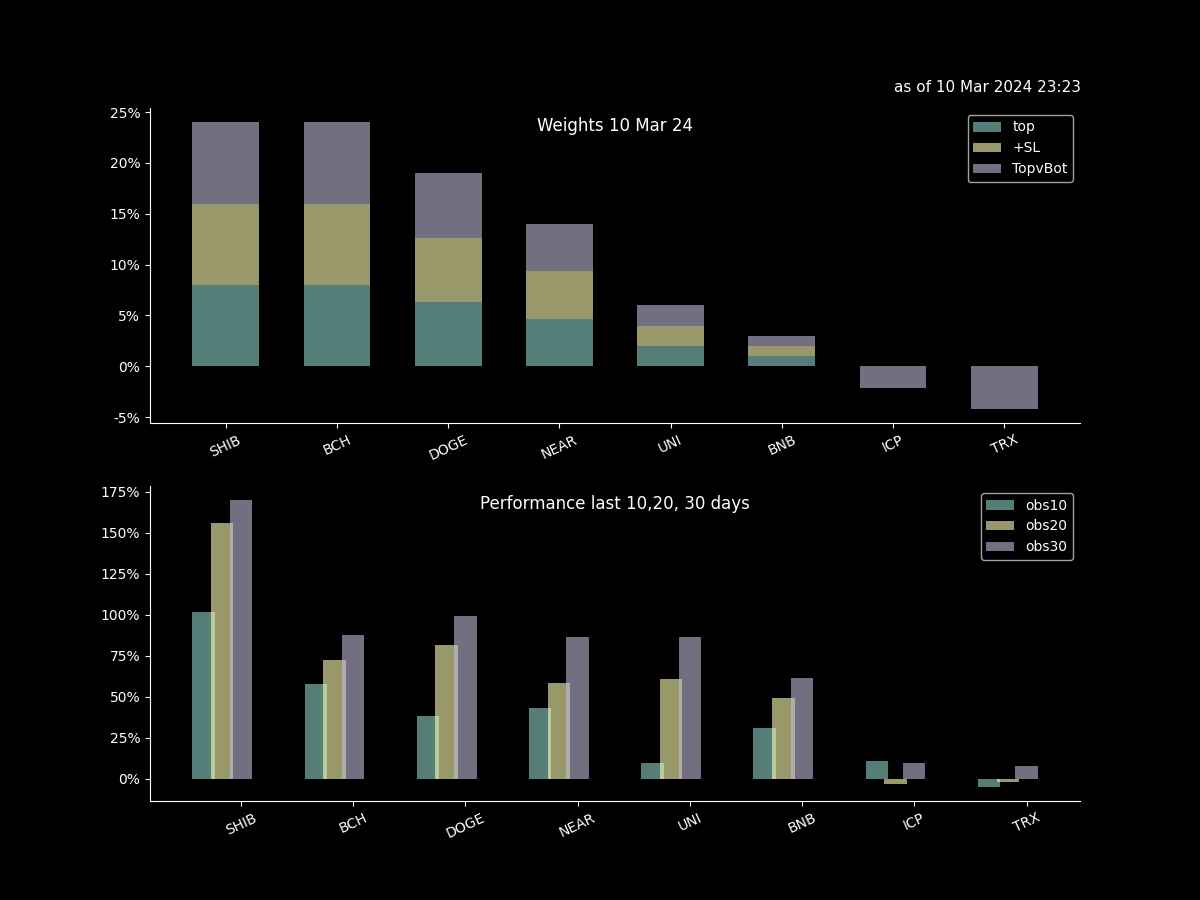 as of 10 Mar 2024 23:23
Weights 10 Mar 24
top
+SL
TopvBot
25%
20%
15%
10%
5%
0%
-5%
SHIB BCH DOGE NEAR UNI BNB ICP TRX
Performance last 10,20, 30 days
obs10
obs20
obs30
175%
150%
125%
100%
75%
50%
25%
0%
SHIB BCH DOGE NEAR UNI BNB ICP TRX